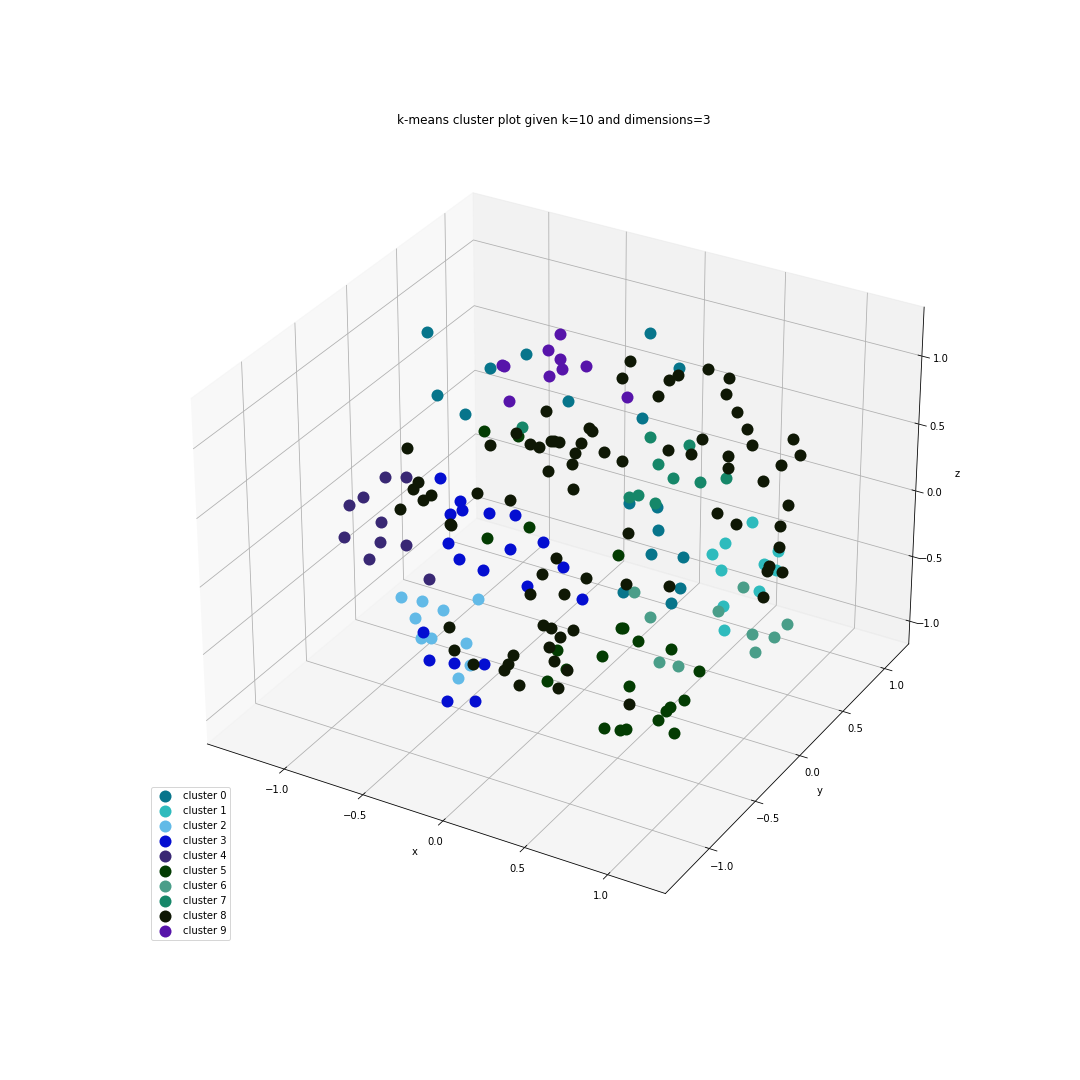 k-means cluster plot given k=10 and dimensions=3
1.0
0.5
0.0
−0.5
−1.0
z
1.0
0.5
0.0
−0.5
−1.0
y
−1.0
−0.5
0.0
0.5
1.0
x
cluster 0
cluster 1
cluster 2
cluster 3
cluster 4
cluster 5
cluster 6
cluster 7
cluster 8
cluster 9